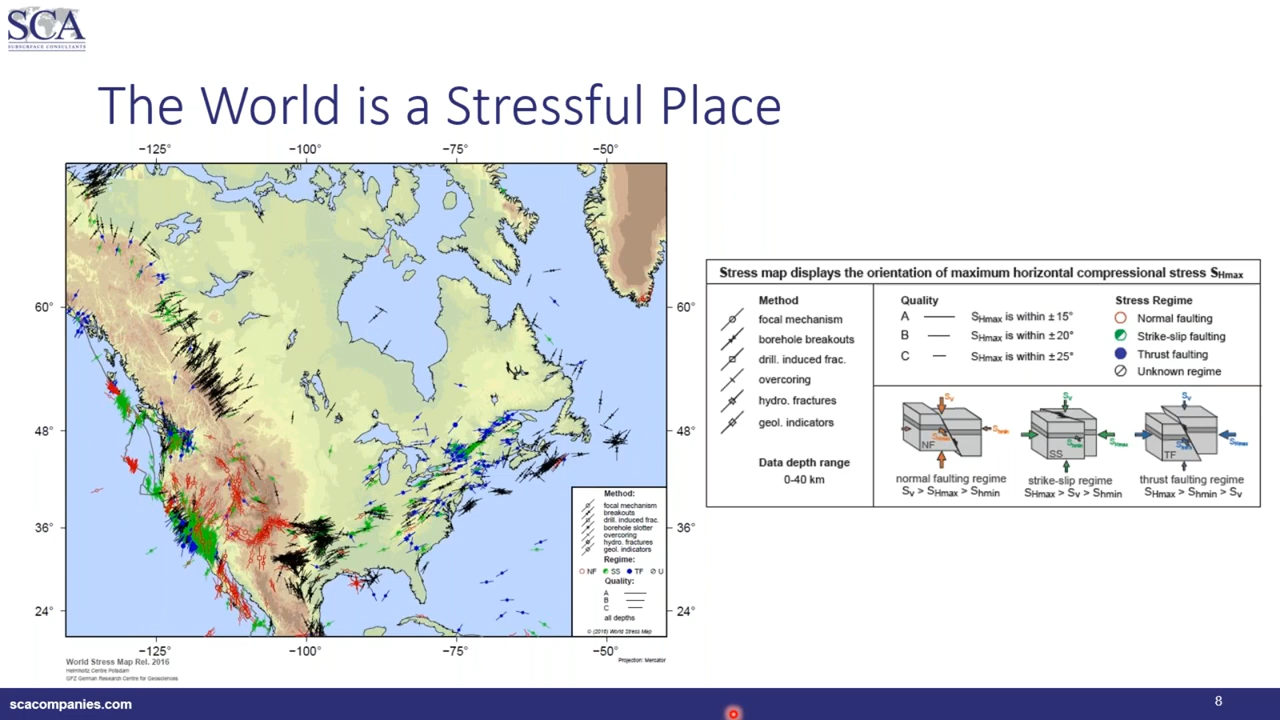 SCA
SUBSURFACE CONSULTANTS
The World is a Stressful Place
−125° −100° −75° −50°
60° 60°
48° 48°
36° 36°
24° 24°
−125° −100° −75° −50°
Method:
focal mechanism
breakouts
drill. induced frac.
borehole slotter
overcoring
hydro. fractures
geol. indicators
Regime:
NF SS TF U
Quality:
A
B
C
all depths
© (2016) World Stress Map
World Stress Map Rel. 2016
Helmholtz Centre Potsdam
GFZ German Research Centre for Geosciences
Projection: Mercator
Stress map displays the orientation of maximum horizontal compressional stress SHmax
Method
focal mechanism
borehole breakouts
drill. induced frac.
overcoring
hydro. fractures
geol. indicators
Data depth range
0-40 km
Quality
A SHmax is within ±15°
B SHmax is within ±20°
C SHmax is within ±25°
Stress Regime
Normal faulting
Strike-slip faulting
Thrust faulting
Unknown regime
Sv Sv Sv
Shmin SHmax SHmax
NF SS TF
normal faulting regime
Sv > SHmax > Shmin
strike-slip regime
SHmax > Sv > Shmin
thrust faulting regime
SHmax > Shmin > Sv
scacompanies.com
8